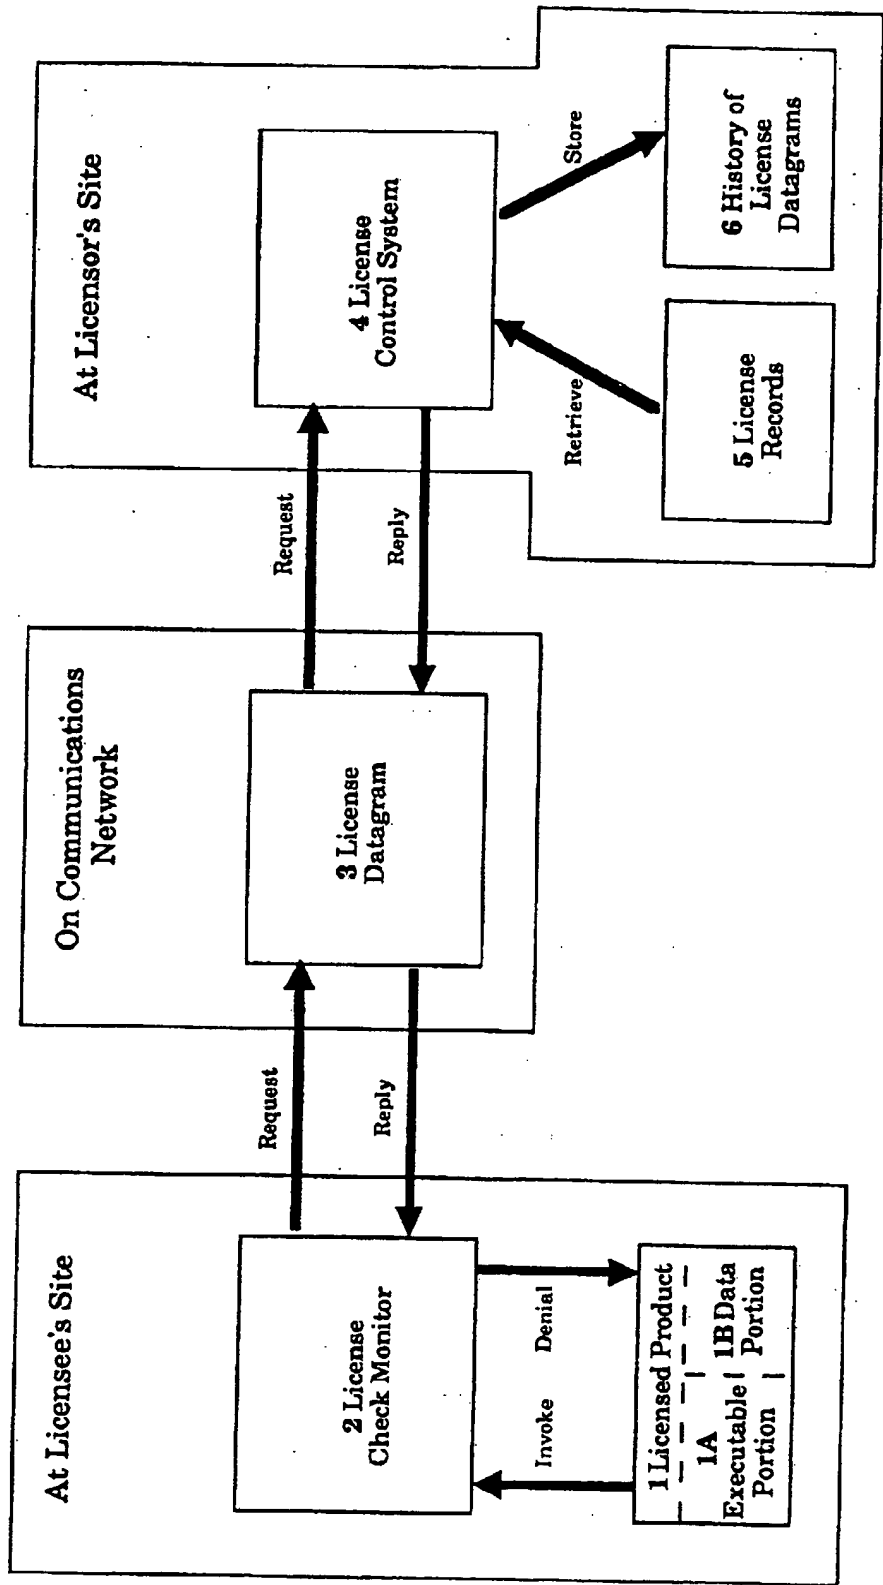 At Licensee's Site
2 License
Check Monitor
Invoke
Denial
1 Licensed Product
1A
Executable
Portion
1B Data
Portion
Request
Reply
On Communications
Network
3 License
Datagram
Request
Reply
At Licensor's Site
4 License
Control System
Retrieve
Store
5 License
Records
6 History of
License
Datagrams